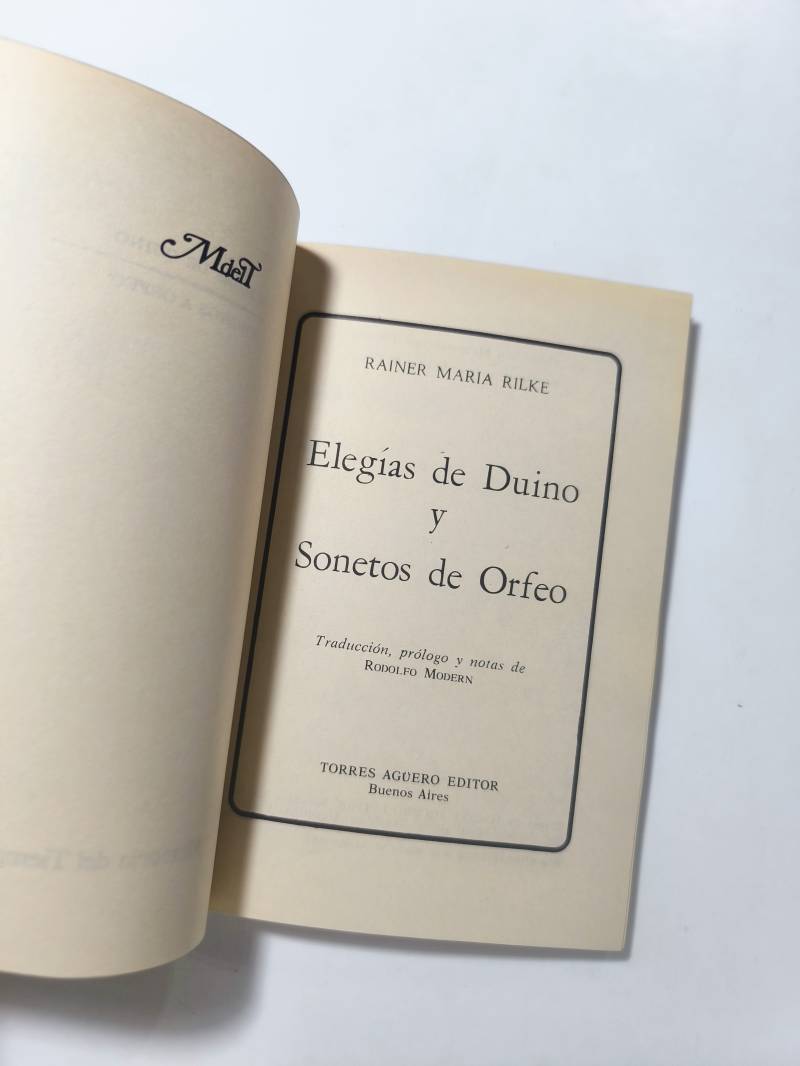 MdelT
RAINER MARIA RILKE
Elegías de Duino
y
Sonetos de Orfeo
Traducción, prólogo y notas de
RODOLFO MODERN
TORRES AGÜERO EDITOR
Buenos Aires